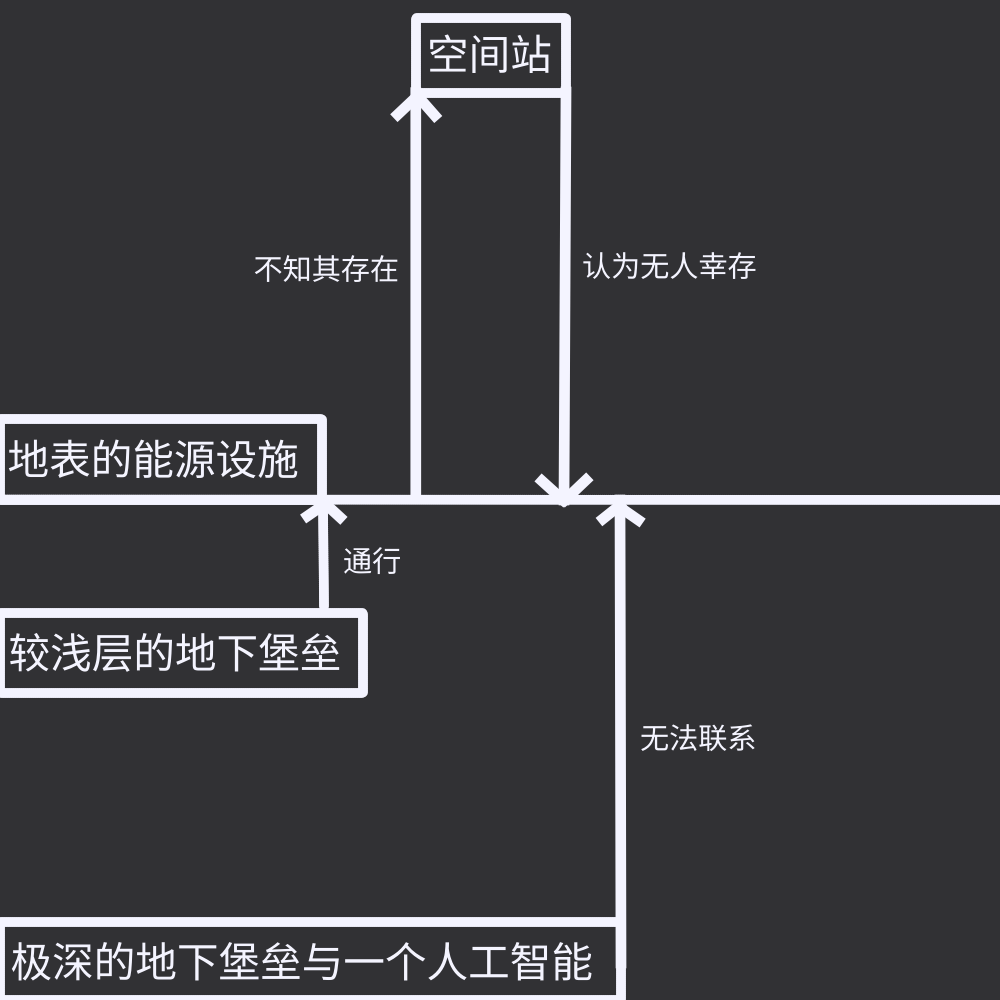 空间站
不知其存在
认为无人幸存
地表的能源设施
通行
较浅层的地下堡垒
无法联系
极深的地下堡垒与一个人工智能